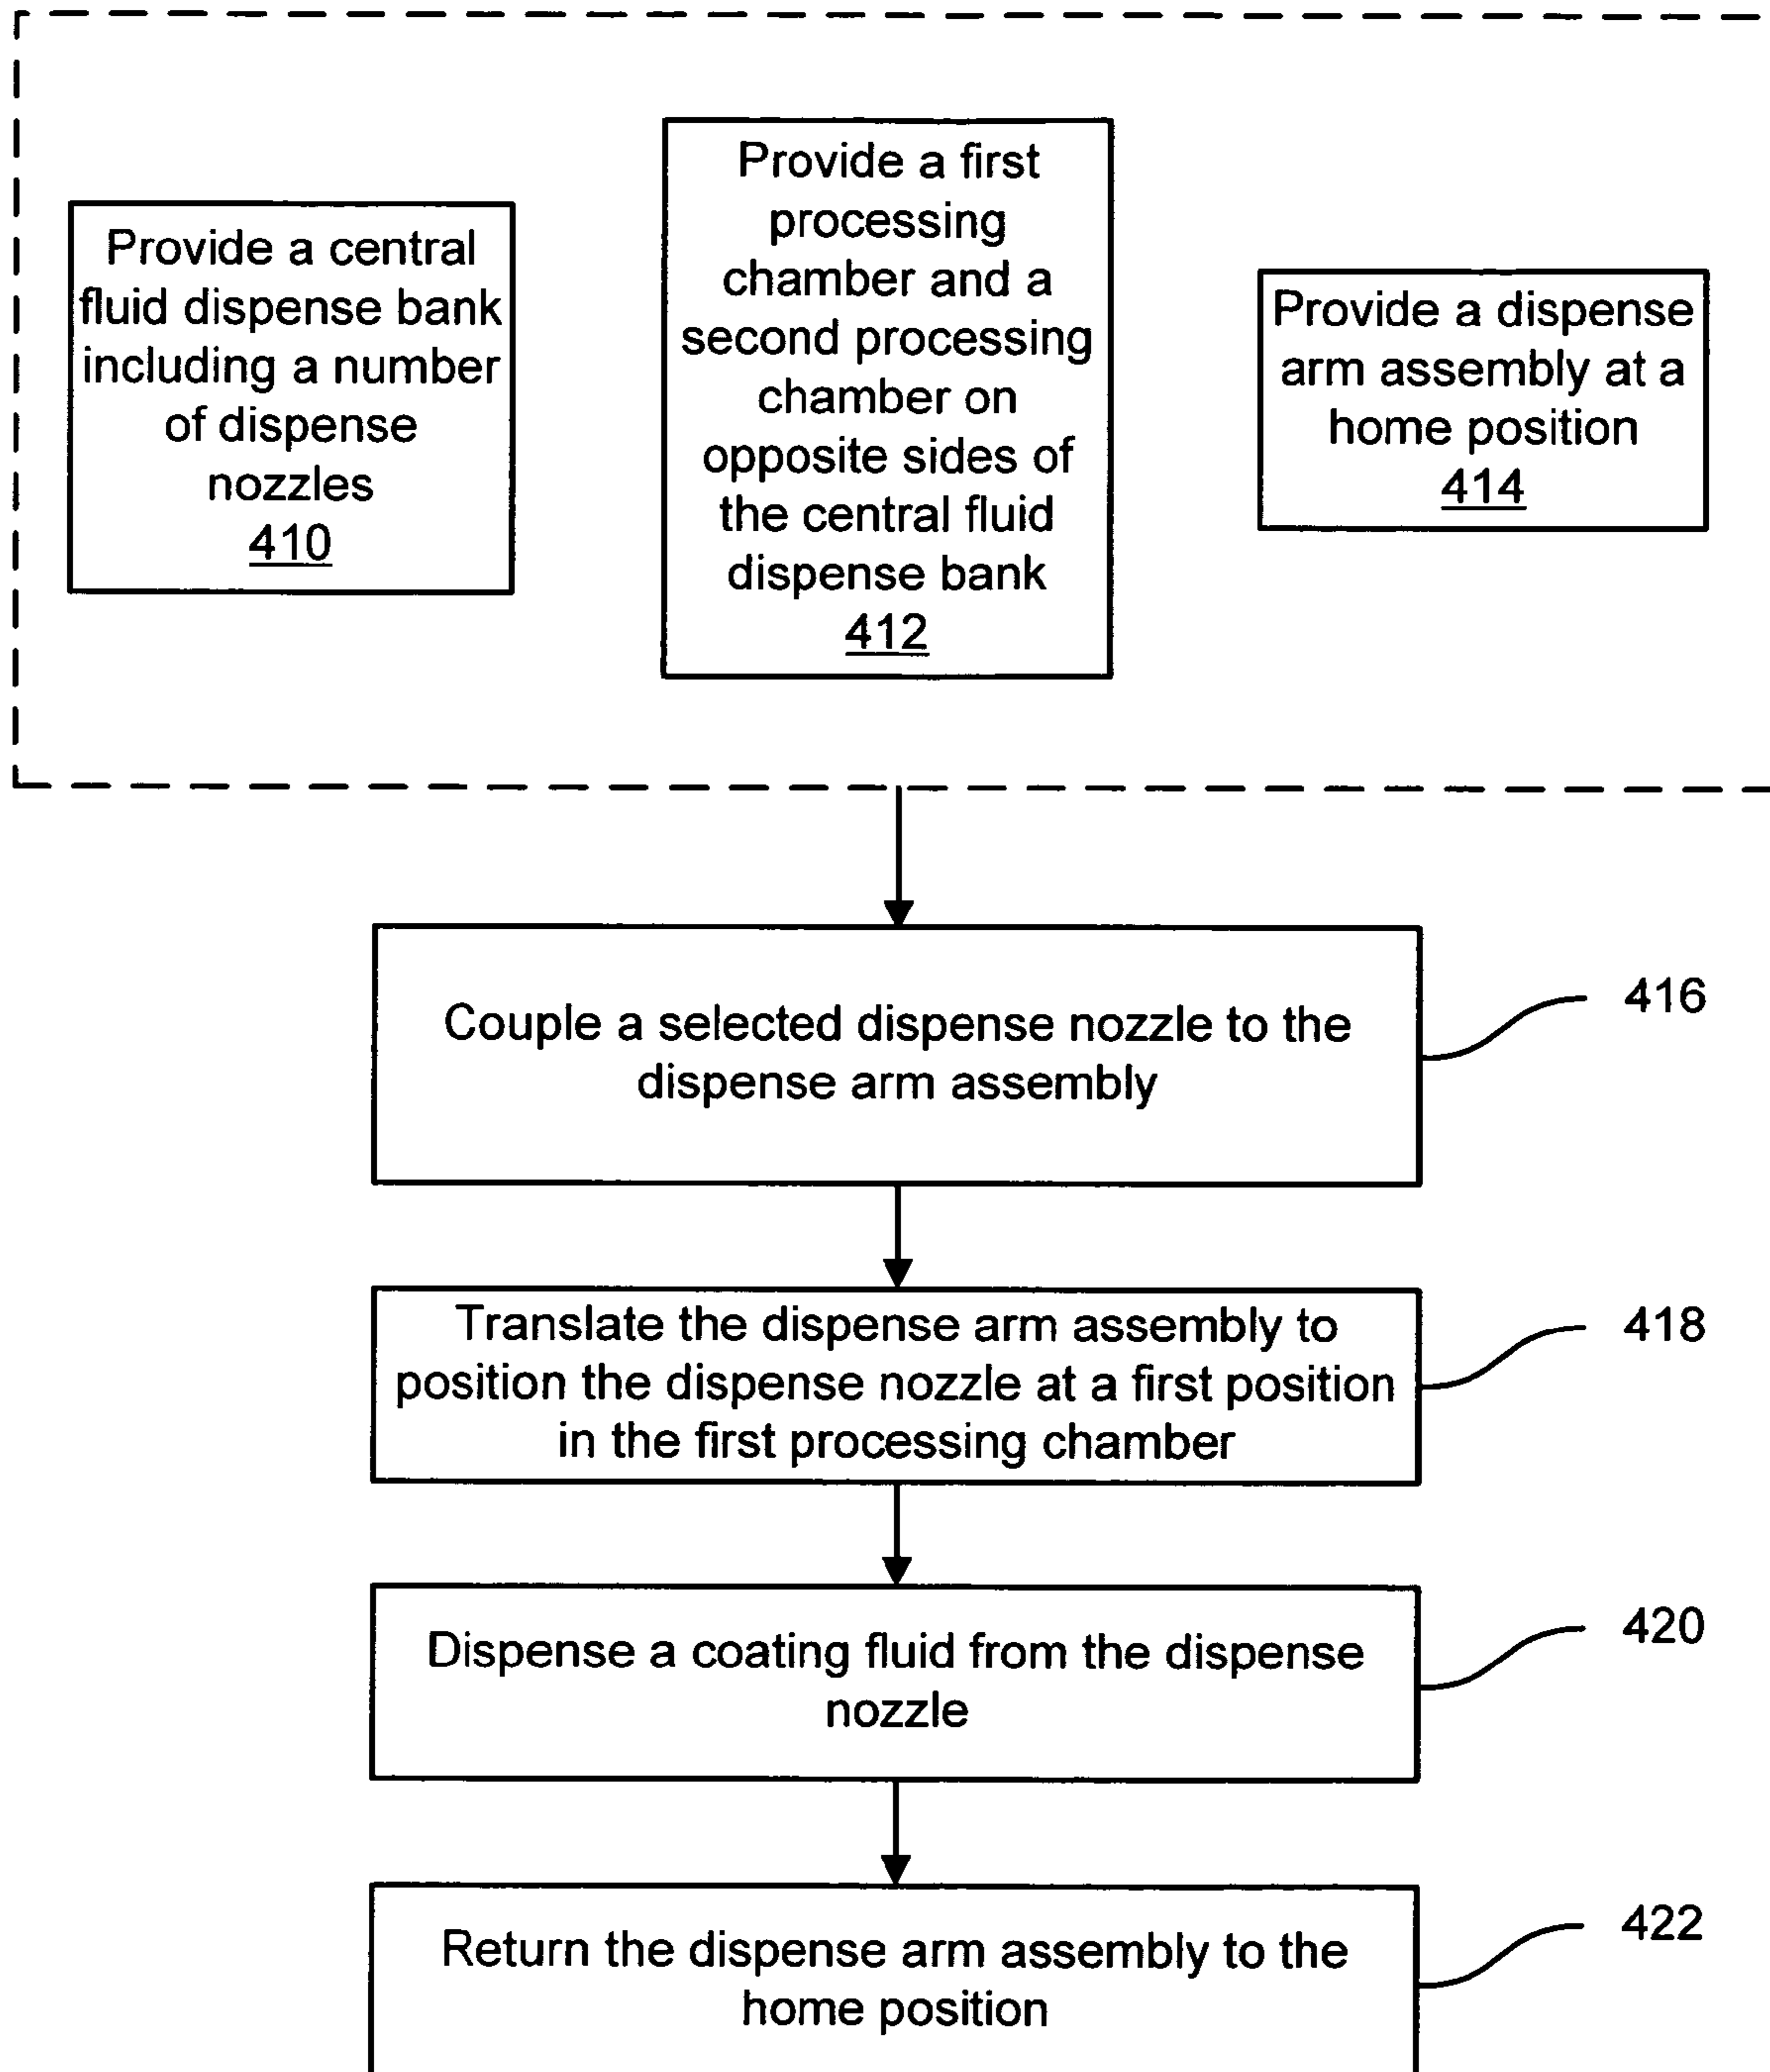 Provide a central
fluid dispense bank
including a number
of dispense
nozzles
410
Provide a first
processing
chamber and a
second processing
chamber on
opposite sides of
the central fluid
dispense bank
412
Provide a dispense
arm assembly at a
home position
414
Couple a selected dispense nozzle to the
dispense arm assembly
416
Translate the dispense arm assembly to
position the dispense nozzle at a first position
in the first processing chamber
418
Dispense a coating fluid from the dispense
nozzle
420
Return the dispense arm assembly to the
home position
422